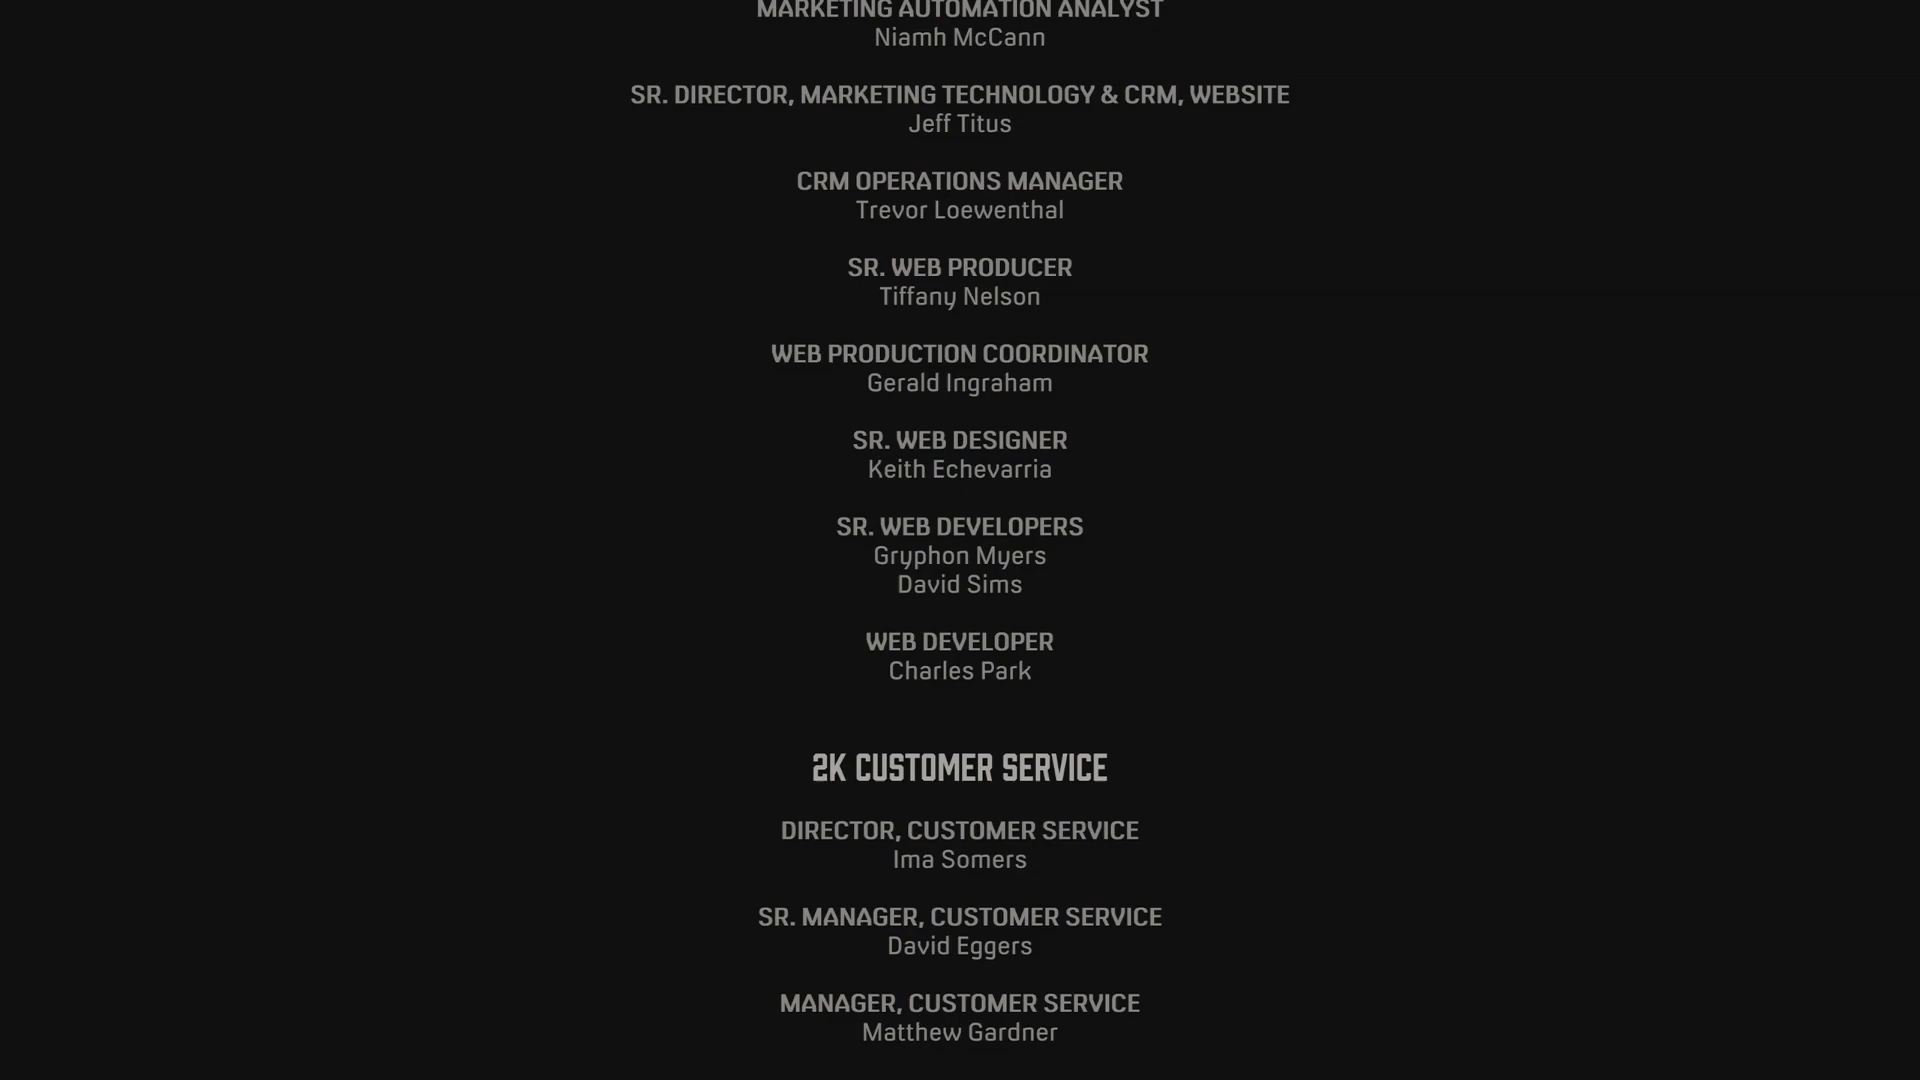 MARKETING AUTOMATION ANALYST
Niamh McCann
SR. DIRECTOR, MARKETING TECHNOLOGY & CRM, WEBSITE
Jeff Titus
CRM OPERATIONS MANAGER
Trevor Loewenthal
SR. WEB PRODUCER
Tiffany Nelson
WEB PRODUCTION COORDINATOR
Gerald Ingraham
SR. WEB DESIGNER
Keith Echevarria
SR. WEB DEVELOPERS
Gryphon Myers
David Sims
WEB DEVELOPER
Charles Park
2K CUSTOMER SERVICE
DIRECTOR, CUSTOMER SERVICE
Ima Somers
SR. MANAGER, CUSTOMER SERVICE
David Eggers
MANAGER, CUSTOMER SERVICE
Matthew Gardner